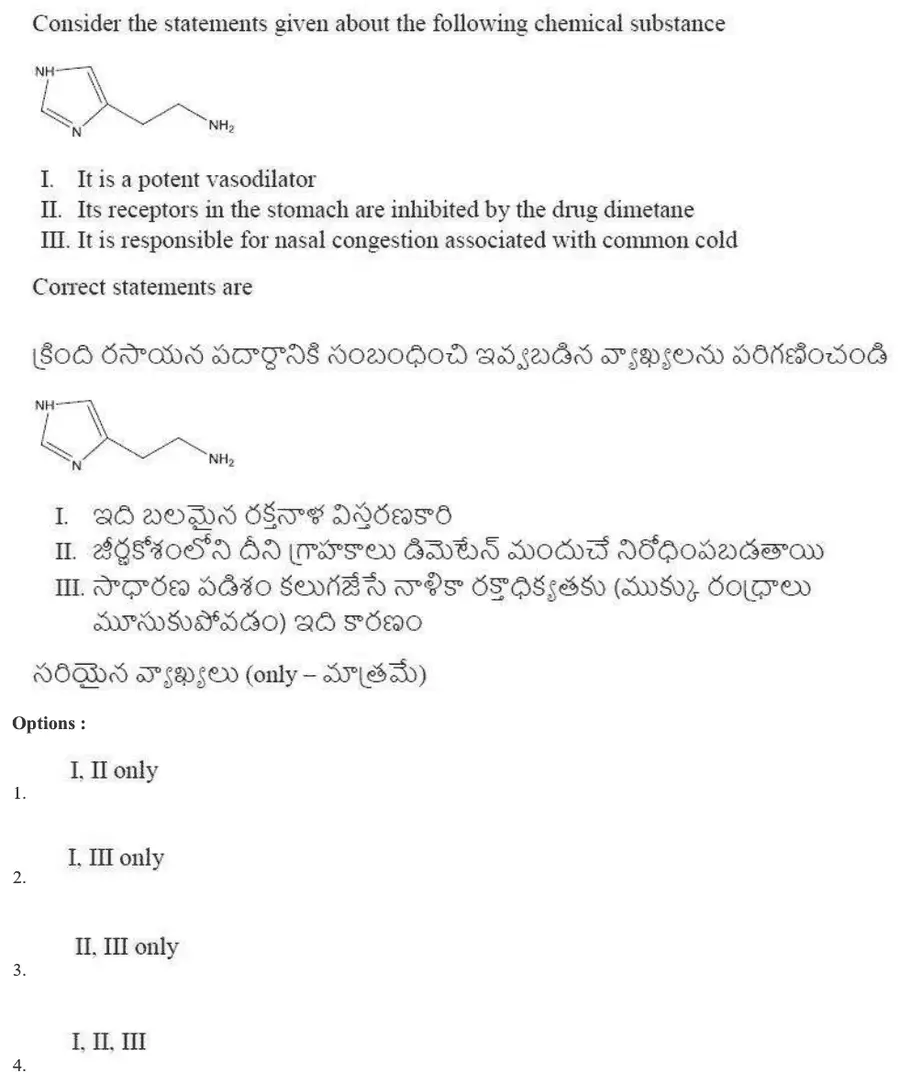 Consider the statements given about the following chemical substance
NH
N
NH2
I. It is a potent vasodilator
II. Its receptors in the stomach are inhibited by the drug dimetane
III. It is responsible for nasal congestion associated with common cold
Correct statements are
క్రింది రసాయన పదార్థానికి సంబంధించి ఇవ్వబడిన వ్యాఖ్యలను పరిగణించండి
NH
N
NH2
I. ఇది బలమైన రక్తనాళ విస్తరణకారి
II. జీర్ణకోశంలోని దీని గ్రాహకాలు డిమెటేన్ మందుచే నిరోధింపబడతాయి
III. సాధారణ పడిశం కలుగజేసే నాళికా రక్తాధిక్యతకు (ముక్కు రంధ్రాలు
మూసుకుపోవడం) ఇది కారణం
సరియైన వ్యాఖ్యలు (only – మాత్రమే)
Options :
I, II only
1.
I, III only
2.
II, III only
3.
I, II, III
4.